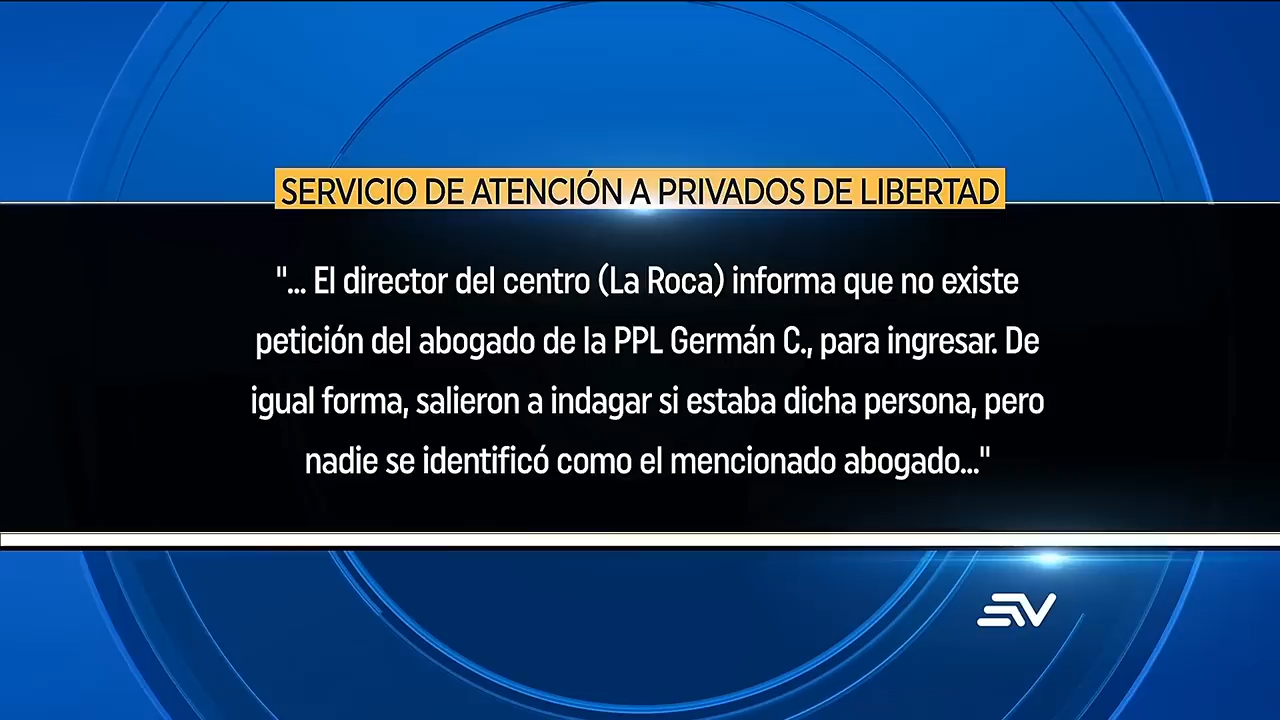 SERVICIO DE ATENCIÓN A PRIVADOS DE LIBERTAD
"... El director del centro (La Roca) informa que no existe
petición del abogado de la PPL Germán C., para ingresar. De
igual forma, salieron a indagar si estaba dicha persona, pero
nadie se identificó como el mencionado abogado..."